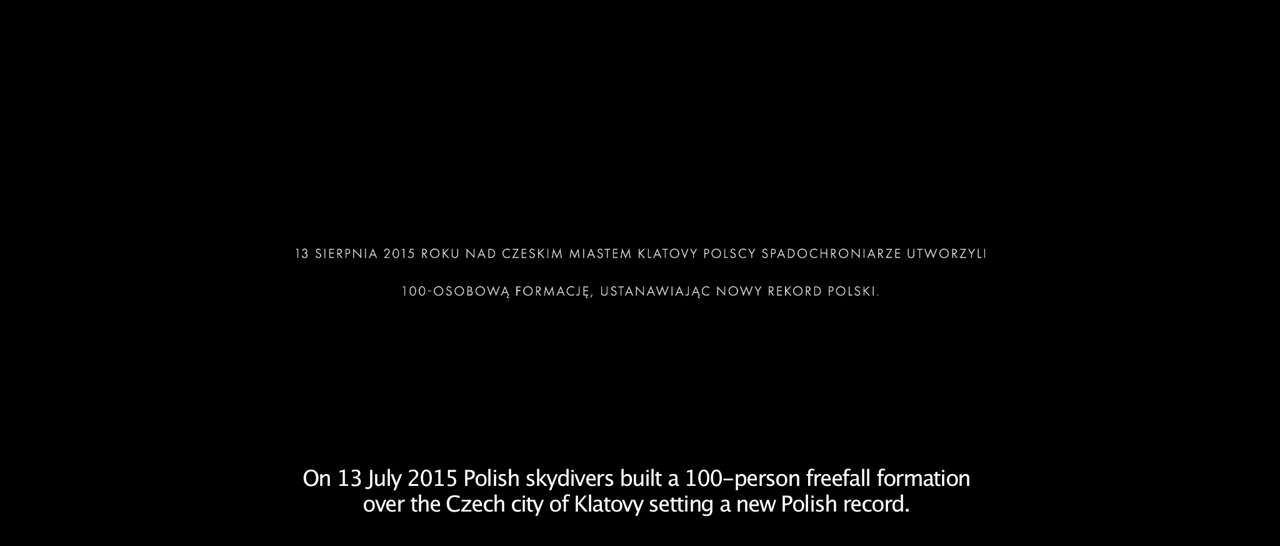 13 SIERPNIA 2015 ROKU NAD CZESKIM MIASTEM KLATOVY POLSCY SPADOCHRONIARZE UTWORZYLI
100-OSOBOWĄ FORMACJĘ, USTANAWIAJĄC NOWY REKORD POLSKI.
On 13 July 2015 Polish skydivers built a 100-person freefall formation
over the Czech city of Klatovy setting a new Polish record.